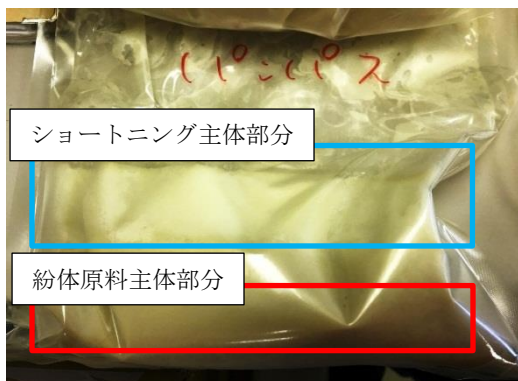 パンパス
ショートニング主体部分
紛体原料主体部分